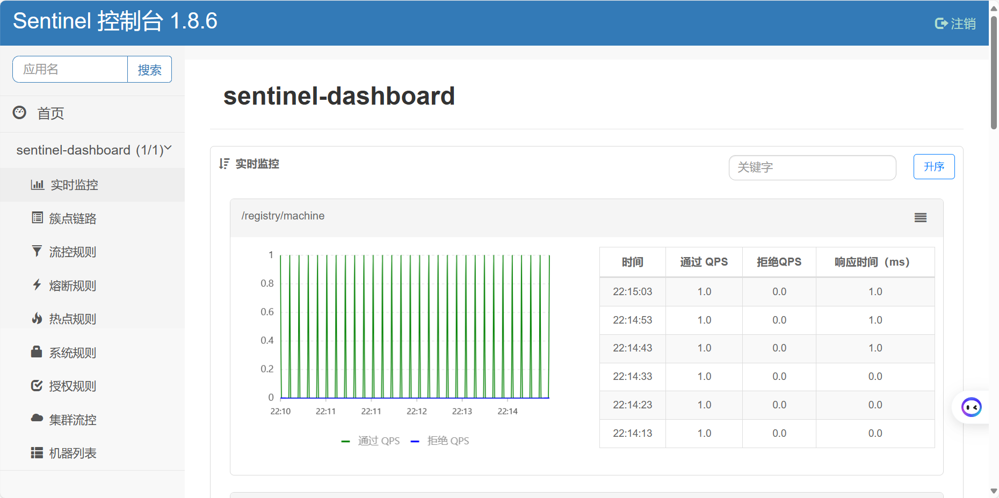 Sentinel 控制台 1.8.6
注销
应用名
搜索
首页
sentinel-dashboard (1/1)
实时监控
簇点链路
流控规则
熔断规则
热点规则
系统规则
授权规则
集群流控
机器列表
sentinel-dashboard
实时监控
关键字
升序
/registry/machine
1
0.8
0.6
0.4
0.2
0
22:10 22:11 22:11 22:12 22:13 22:14
通过 QPS 拒绝 QPS
时间 通过 QPS 拒绝QPS 响应时间（ms）
22:15:03 1.0 0.0 1.0
22:14:53 1.0 0.0 1.0
22:14:43 1.0 0.0 1.0
22:14:33 1.0 0.0 0.0
22:14:23 1.0 0.0 0.0
22:14:13 1.0 0.0 0.0